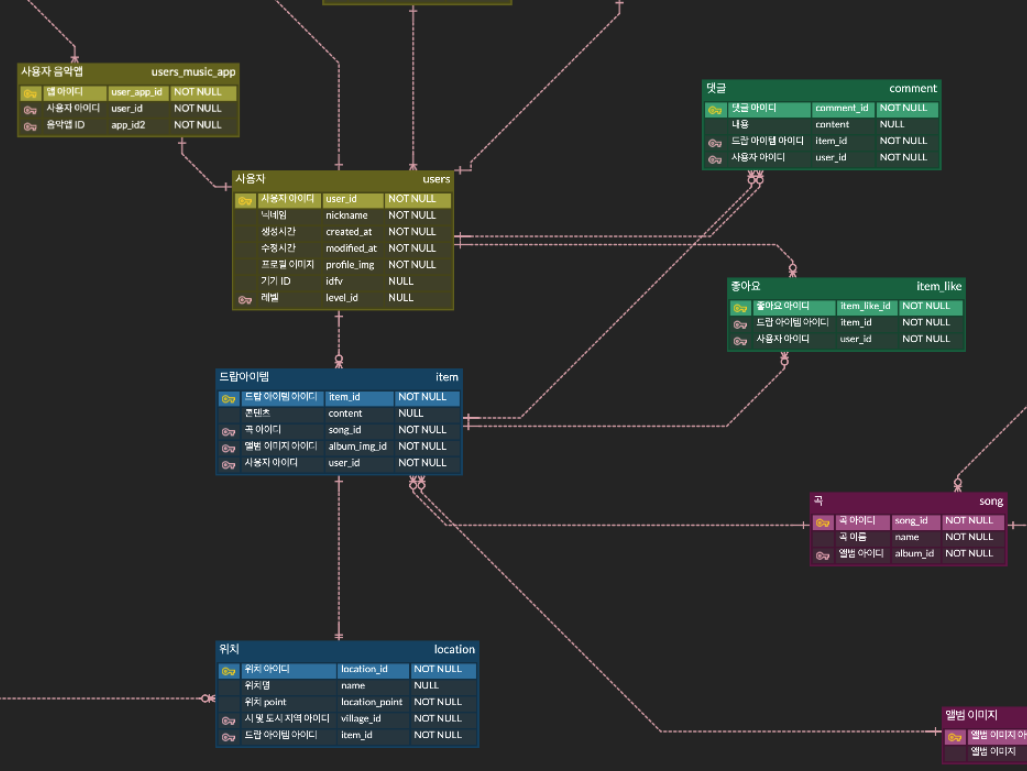 사용자 음악앱 users_music_app
앱 아이디 user_app_id NOT NULL
사용자 아이디 user_id NOT NULL
음악앱 ID app_id2 NOT NULL
댓글 comment
댓글 아이디 comment_id NOT NULL
내용 content NULL
드랍 아이템 아이디 item_id NOT NULL
사용자 아이디 user_id NOT NULL
사용자 users
사용자 아이디 user_id NOT NULL
닉네임 nickname NOT NULL
생성시간 created_at NOT NULL
수정시간 modified_at NOT NULL
프로필 이미지 profile_img NOT NULL
기기 ID idfv NULL
레벨 level_id NULL
좋아요 item_like
좋아요 아이디 item_like_id NOT NULL
드랍 아이템 아이디 item_id NOT NULL
사용자 아이디 user_id NOT NULL
드랍아이템 item
드랍 아이템 아이디 item_id NOT NULL
콘텐츠 content NULL
곡 아이디 song_id NOT NULL
앨범 이미지 아이디 album_img_id NOT NULL
사용자 아이디 user_id NOT NULL
곡 song
곡 아이디 song_id NOT NULL
곡 이름 name NOT NULL
앨범 아이디 album_id NOT NULL
위치 location
위치 아이디 location_id NOT NULL
위치명 name NULL
위치 point location_point NOT NULL
시 및 도시 지역 아이디 village_id NOT NULL
드랍 아이템 아이디 item_id NOT NULL
앨범 이미지
앨범 이미지
앨범 이미지